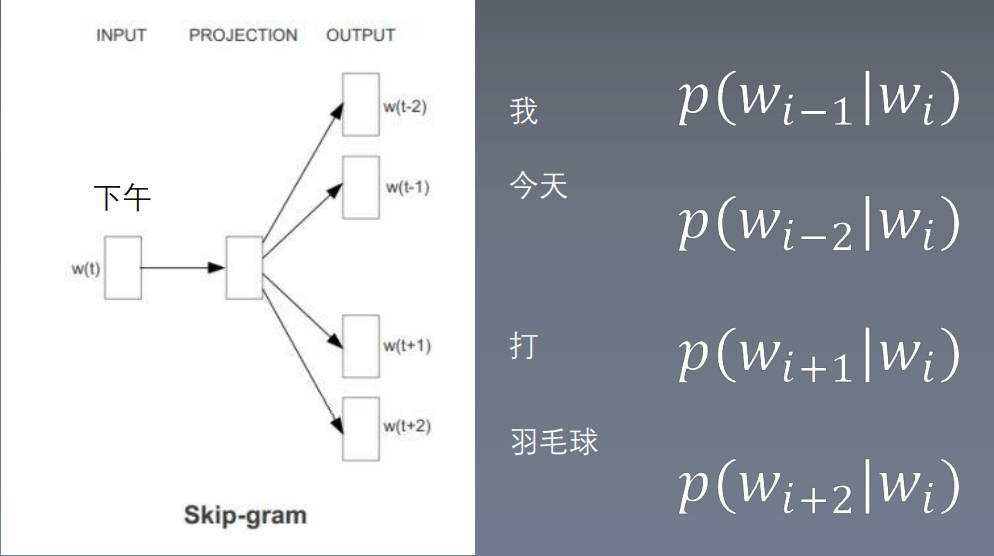 INPUT PROJECTION OUTPUT
w(t-2)
w(t-1)
下午
w(t)
w(t+1)
w(t+2)
Skip-gram
我
p(w_{i−1}|w_i)
今天
p(w_{i−2}|w_i)
打
p(w_{i+1}|w_i)
羽毛球
p(w_{i+2}|w_i)